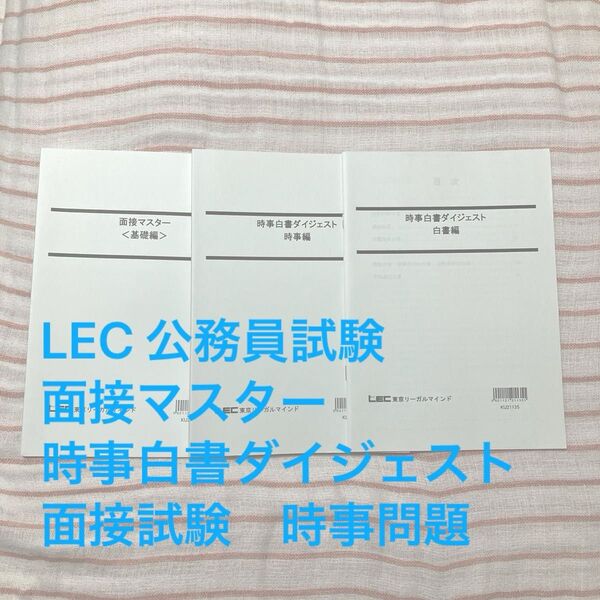 面接マスター
＜基礎編＞
時事白書ダイジェスト
時事編
目 次
時事白書ダイジェスト
白書編
LEC東京リーガルマインド
KU21135
LEC 公務員試験
面接マスター
時事白書ダイジェスト
面接試験　時事問題